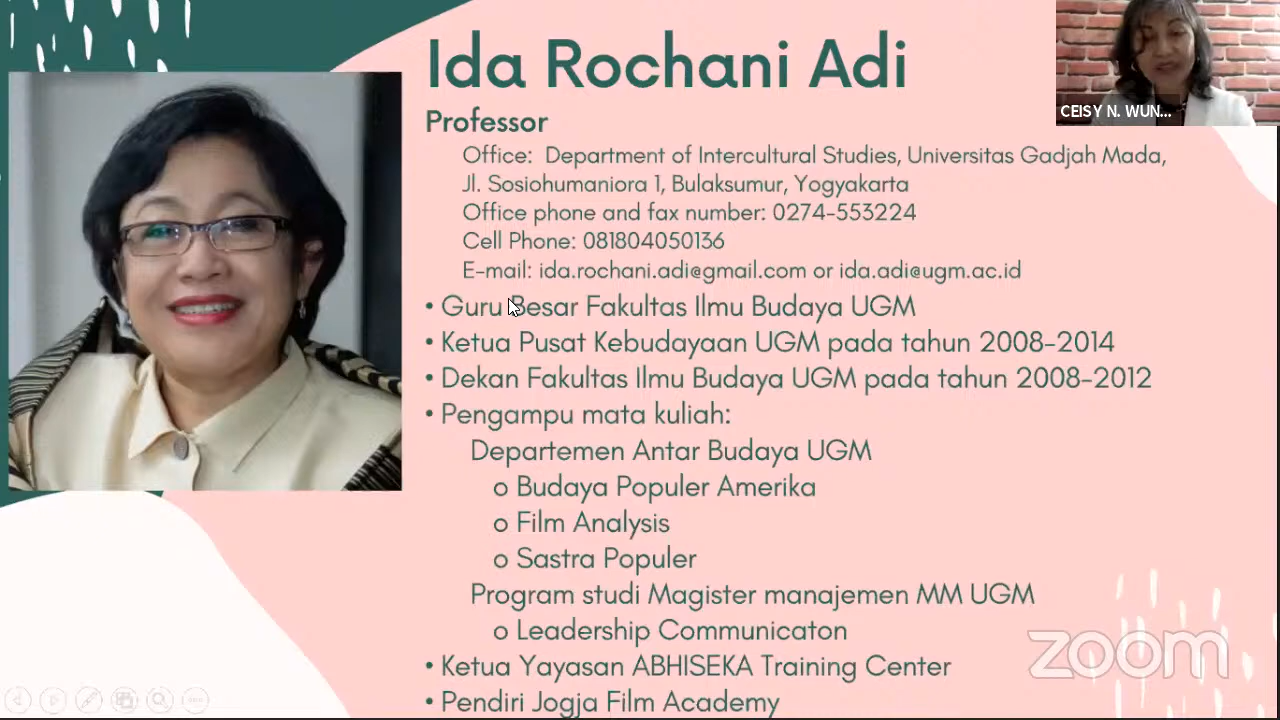 Ida Rochani Adi
CEISY N. WUN...
Professor
Office: Department of Intercultural Studies, Universitas Gadjah Mada,
Jl. Sosiohumaniora 1, Bulaksumur, Yogyakarta
Office phone and fax number: 0274-553224
Cell Phone: 081804050136
E-mail: ida.rochani.adi@gmail.com or ida.adi@ugm.ac.id
• Guru Besar Fakultas Ilmu Budaya UGM
• Ketua Pusat Kebudayaan UGM pada tahun 2008-2014
• Dekan Fakultas Ilmu Budaya UGM pada tahun 2008-2012
• Pengampu mata kuliah:
Departemen Antar Budaya UGM
o Budaya Populer Amerika
o Film Analysis
o Sastra Populer
Program studi Magister manajemen MM UGM
o Leadership Communicaton
• Ketua Yayasan ABHISEKA Training Center
• Pendiri Jogja Film Academy
zoom